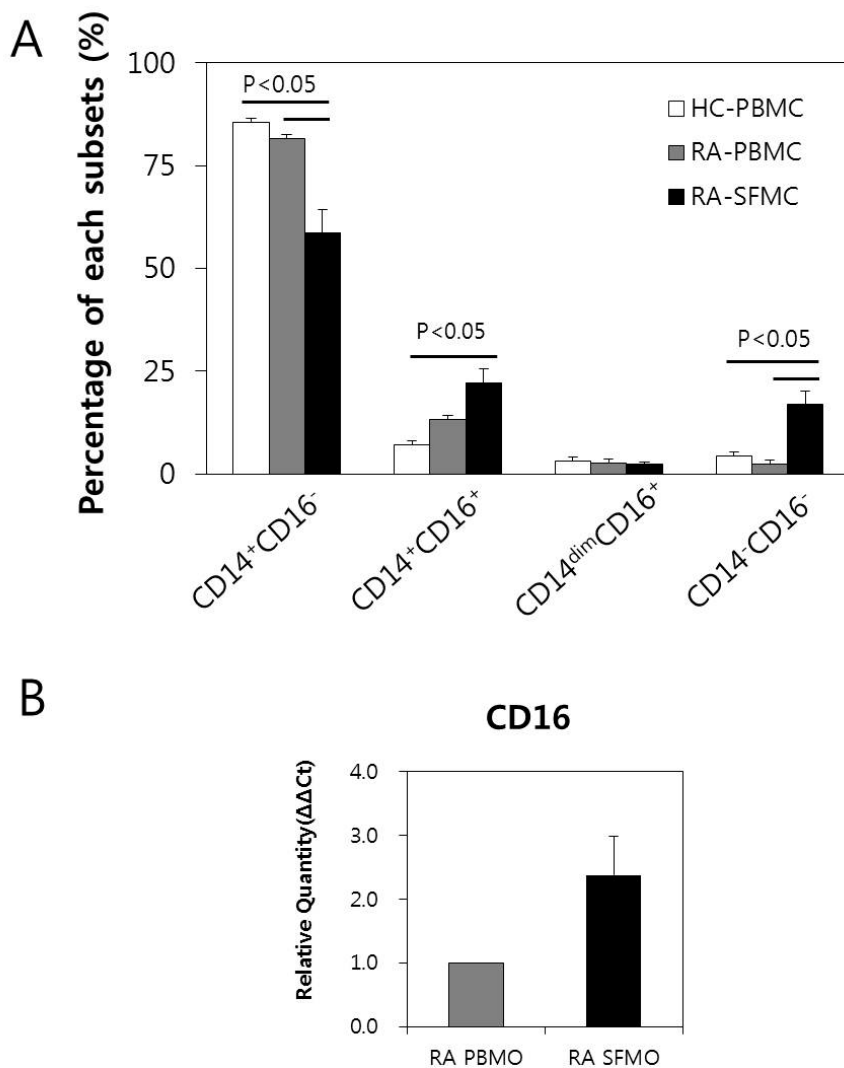 A
Percentage of each subsets (%)
100
75
50
25
0
P<0.05
P<0.05
P<0.05
HC-PBMC
RA-PBMC
RA-SFMC
CD14⁺CD16⁻
CD14⁺CD16⁺
CD14ᵈⁱᵐCD16⁺
CD14⁻CD16⁻
B
CD16
Relative Quantity(ΔΔCt)
4.0
3.0
2.0
1.0
0.0
RA PBMO
RA SFMO